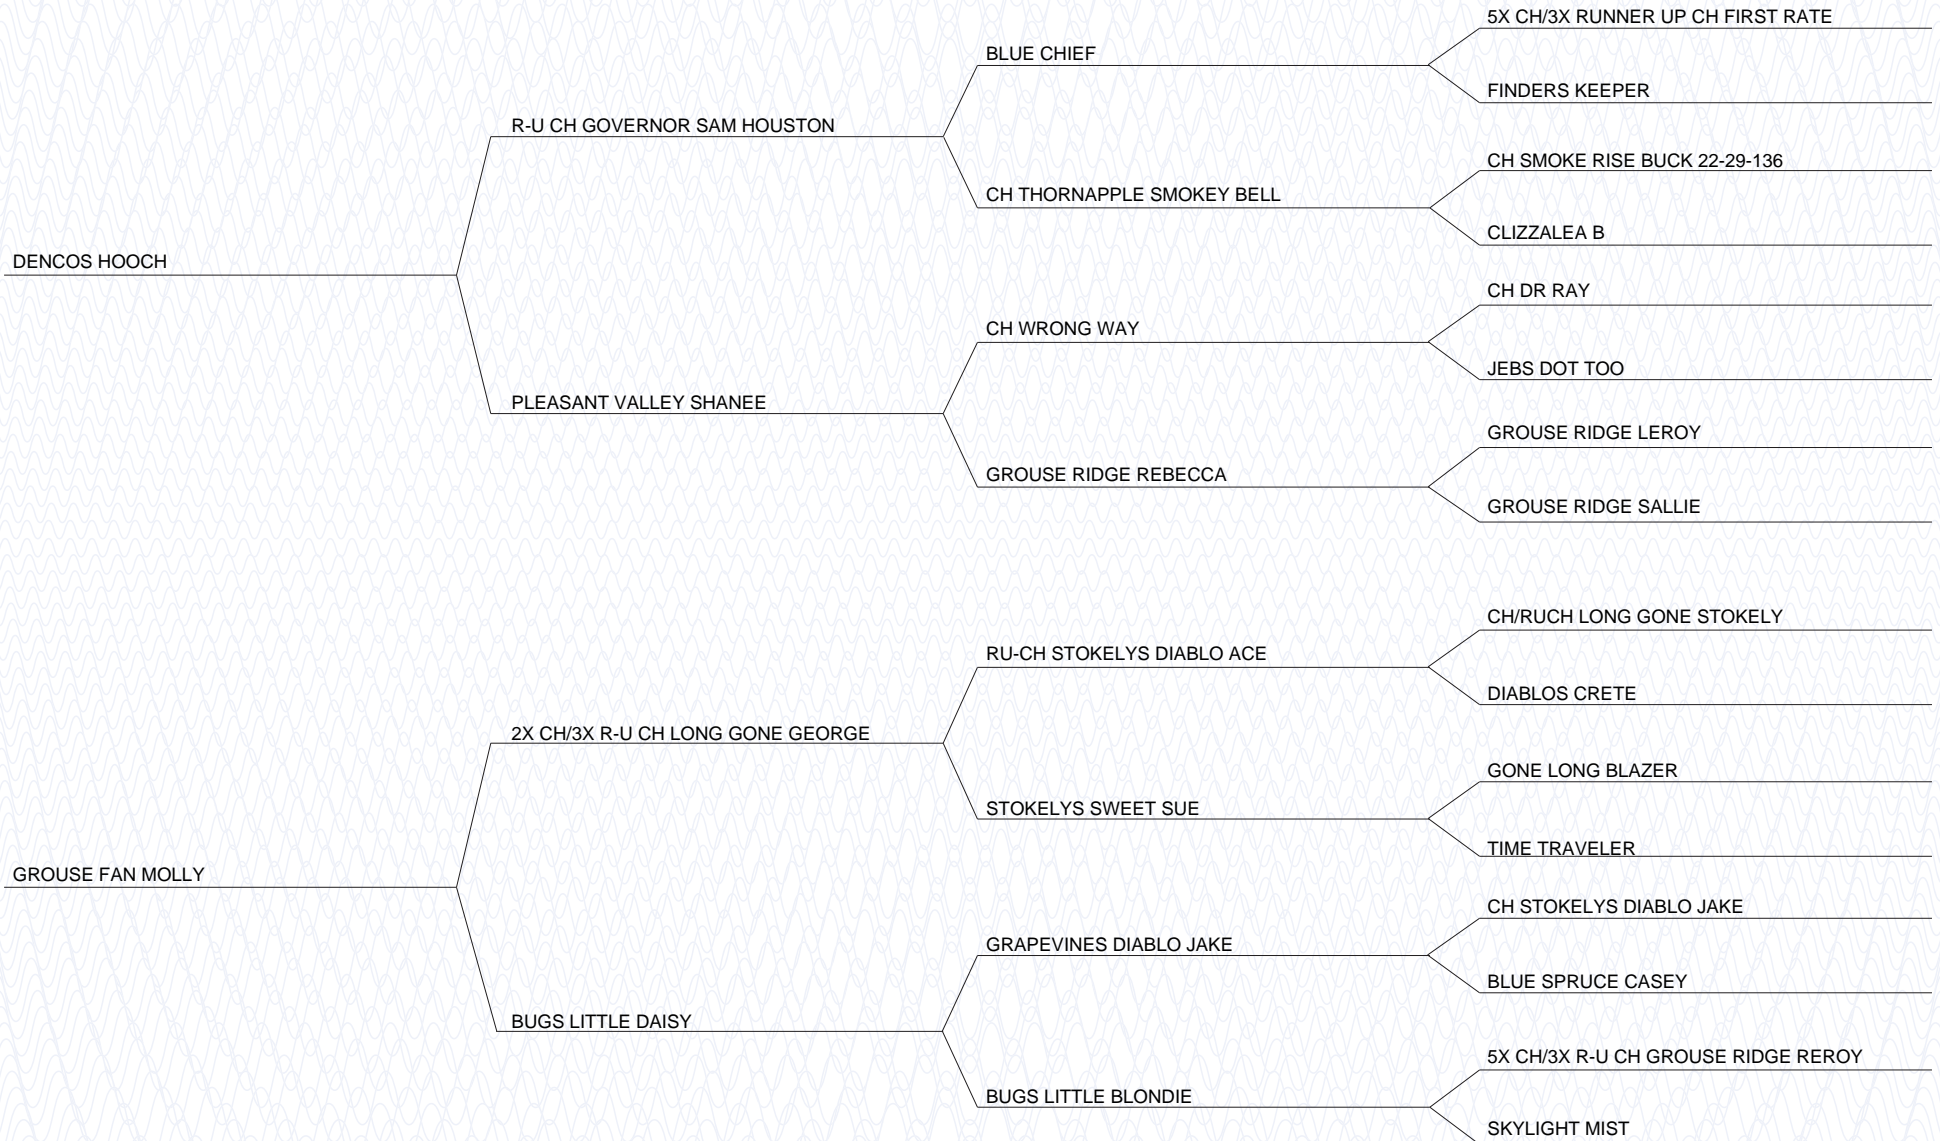 5X CH/3X RUNNER UP CH FIRST RATE
BLUE CHIEF
FINDERS KEEPER
R-U CH GOVERNOR SAM HOUSTON
CH SMOKE RISE BUCK 22-29-136
CH THORNAPPLE SMOKEY BELL
CLIZZALEA B
DENCOS HOOCH
CH DR RAY
CH WRONG WAY
JEBS DOT TOO
PLEASANT VALLEY SHANEE
GROUSE RIDGE LEROY
GROUSE RIDGE REBECCA
GROUSE RIDGE SALLIE
CH/RUCH LONG GONE STOKELY
RU-CH STOKELYS DIABLO ACE
DIABLOS CRETE
2X CH/3X R-U CH LONG GONE GEORGE
GONE LONG BLAZER
STOKELYS SWEET SUE
TIME TRAVELER
GROUSE FAN MOLLY
CH STOKELYS DIABLO JAKE
GRAPEVINES DIABLO JAKE
BLUE SPRUCE CASEY
BUGS LITTLE DAISY
5X CH/3X R-U CH GROUSE RIDGE REROY
BUGS LITTLE BLONDIE
SKYLIGHT MIST